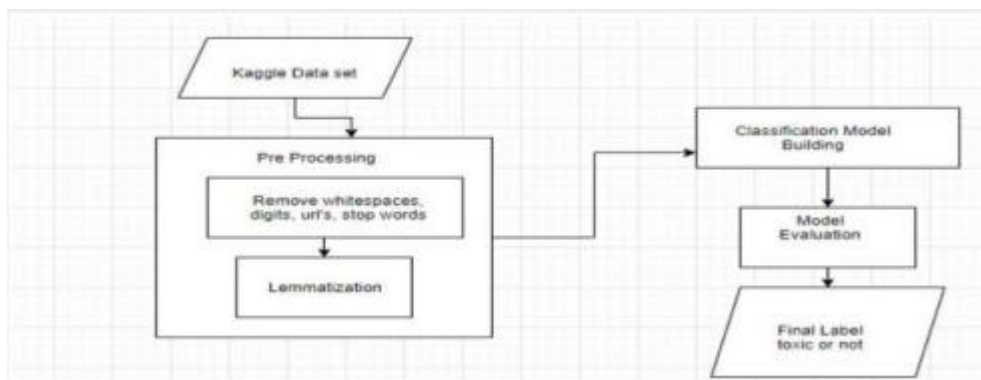 Kaggle Data set
Pre Processing
Remove whitespaces,
digits, url's, stop words
Lemmatization
Classification Model
Building
Model
Evaluation
Final Label
toxic or not